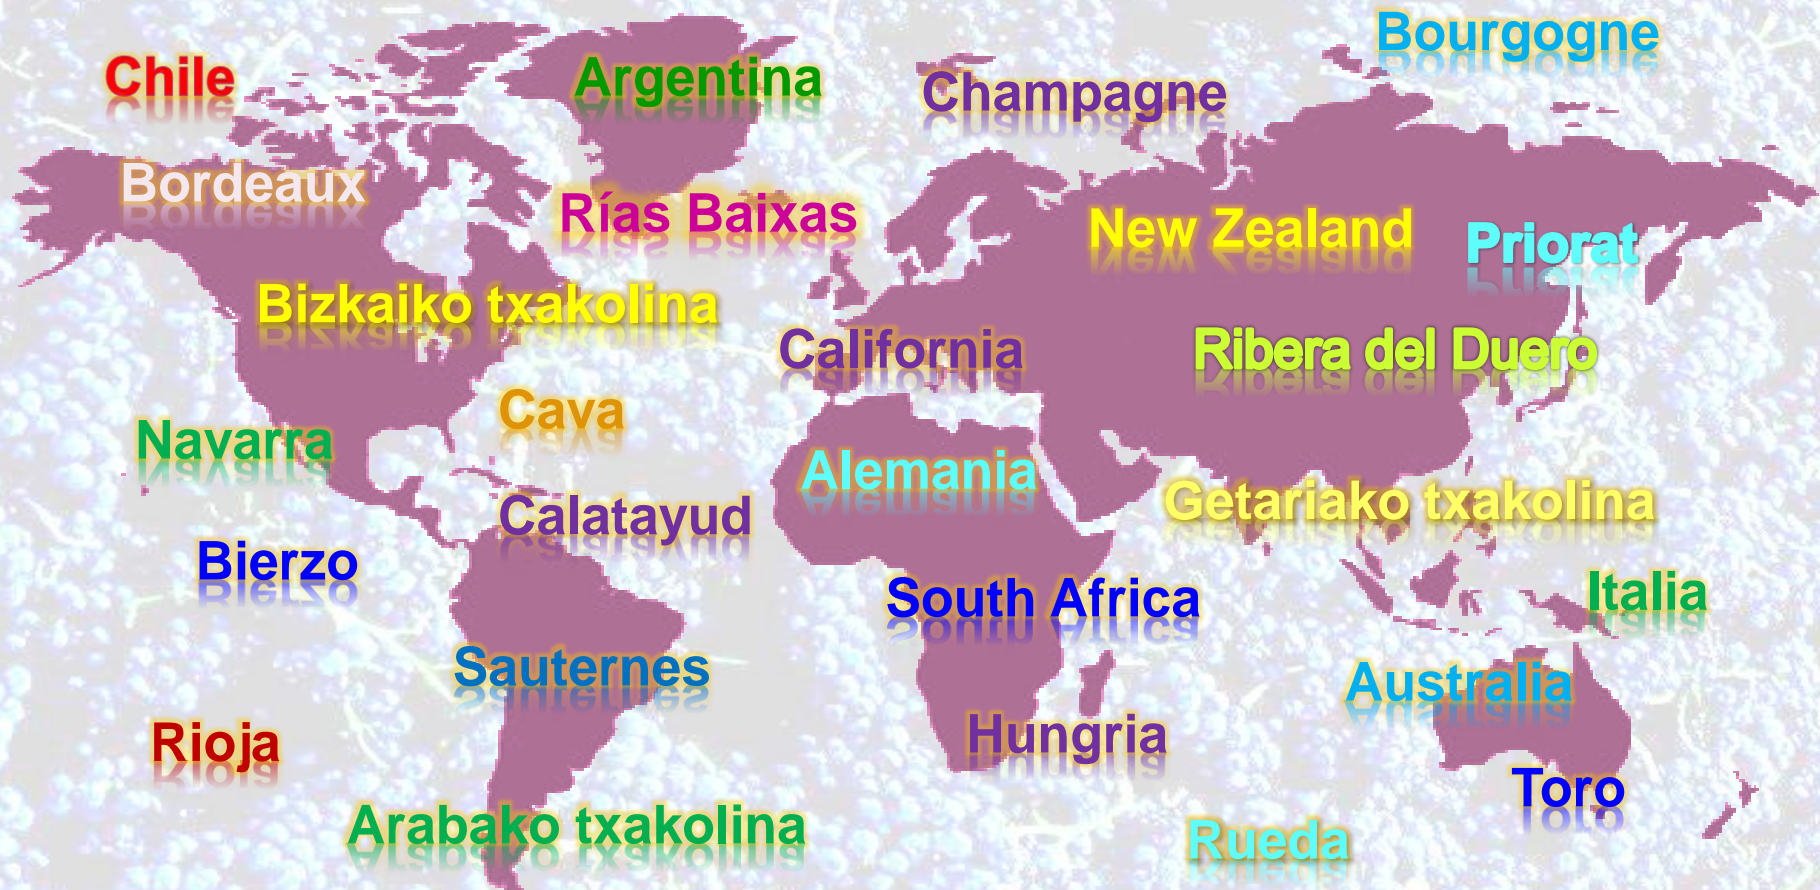 Bourgogne
Chile
Argentina
Champagne
Bordeaux
Rías Baixas
New Zealand
Priorat
Bizkaiko txakolina
California
Ribera del Duero
Cava
Navarra
Alemania
Getariako txakolina
Calatayud
Bierzo
South Africa
Italia
Sauternes
Australia
Rioja
Hungria
Toro
Arabako txakolina
Rueda